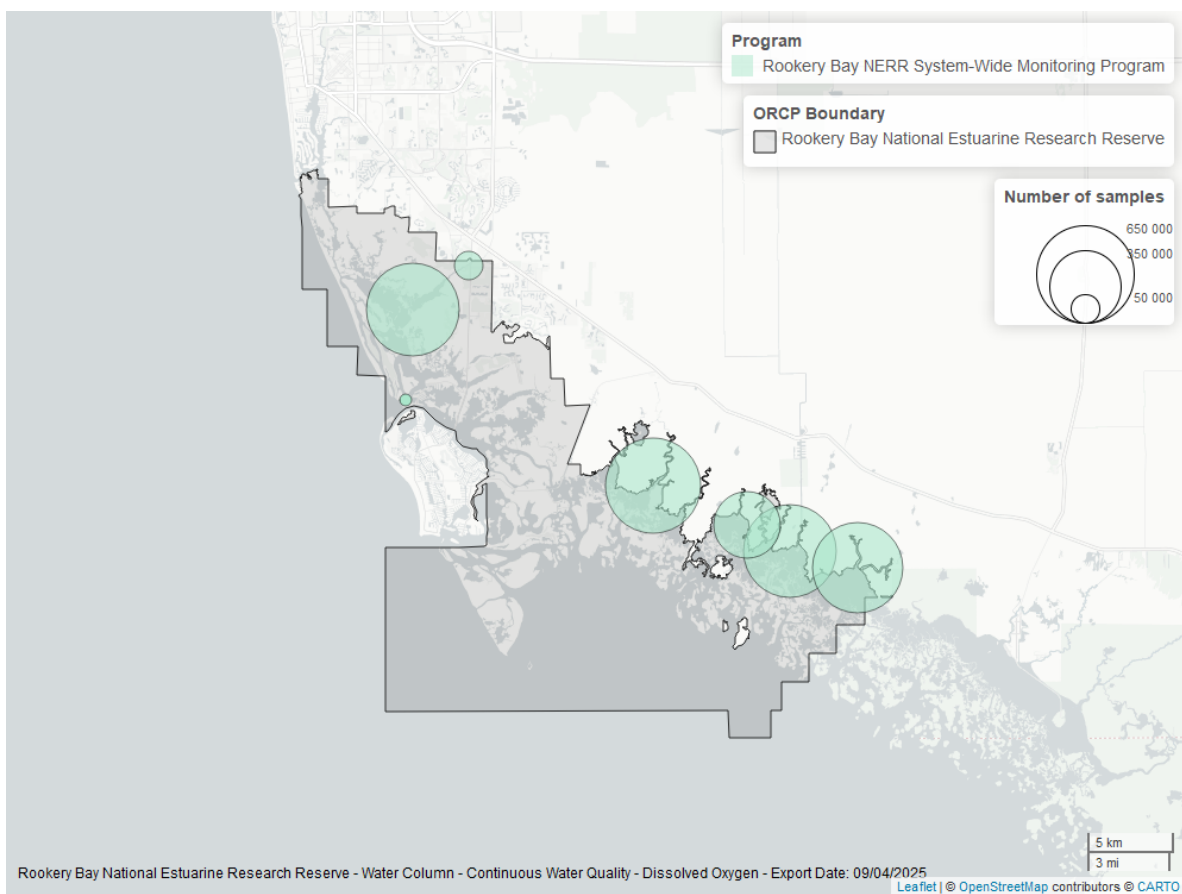 Program
Rookery Bay NERR System-Wide Monitoring Program
ORCP Boundary
Rookery Bay National Estuarine Research Reserve
Number of samples
650 000
350 000
50 000
5 km
3 mi
Rookery Bay National Estuarine Research Reserve - Water Column - Continuous Water Quality - Dissolved Oxygen - Export Date: 09/04/2025
Leaflet | © OpenStreetMap contributors © CARTO